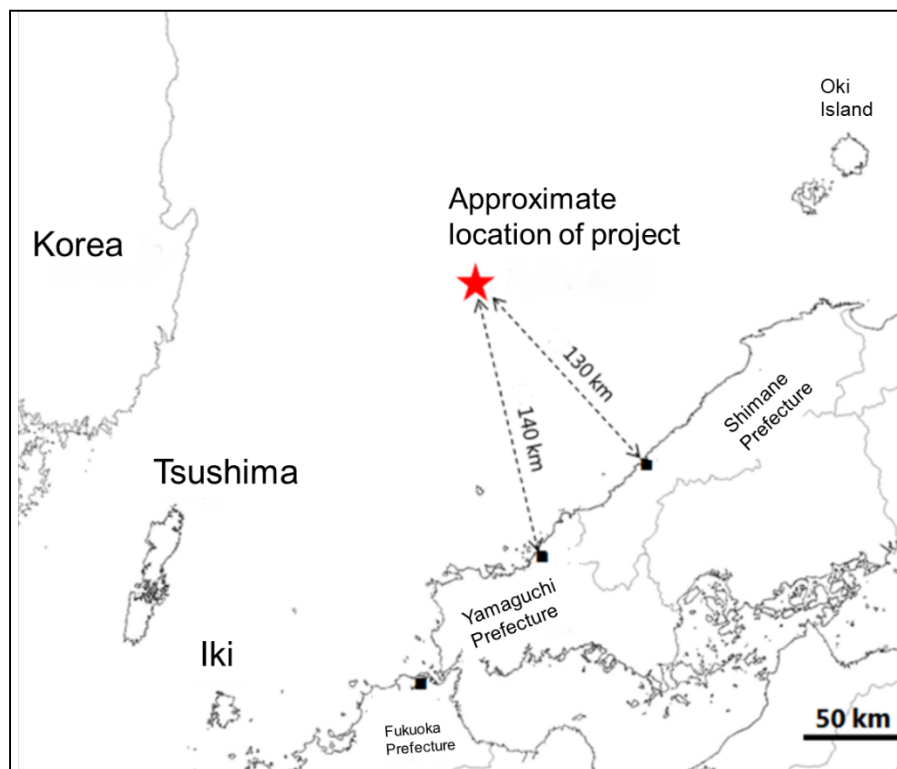 Oki
Island
Approximate
location of project
Korea
130 km
140 km
Shimane
Prefecture
Tsushima
Yamaguchi
Prefecture
Iki
50 km
Fukuoka
Prefecture